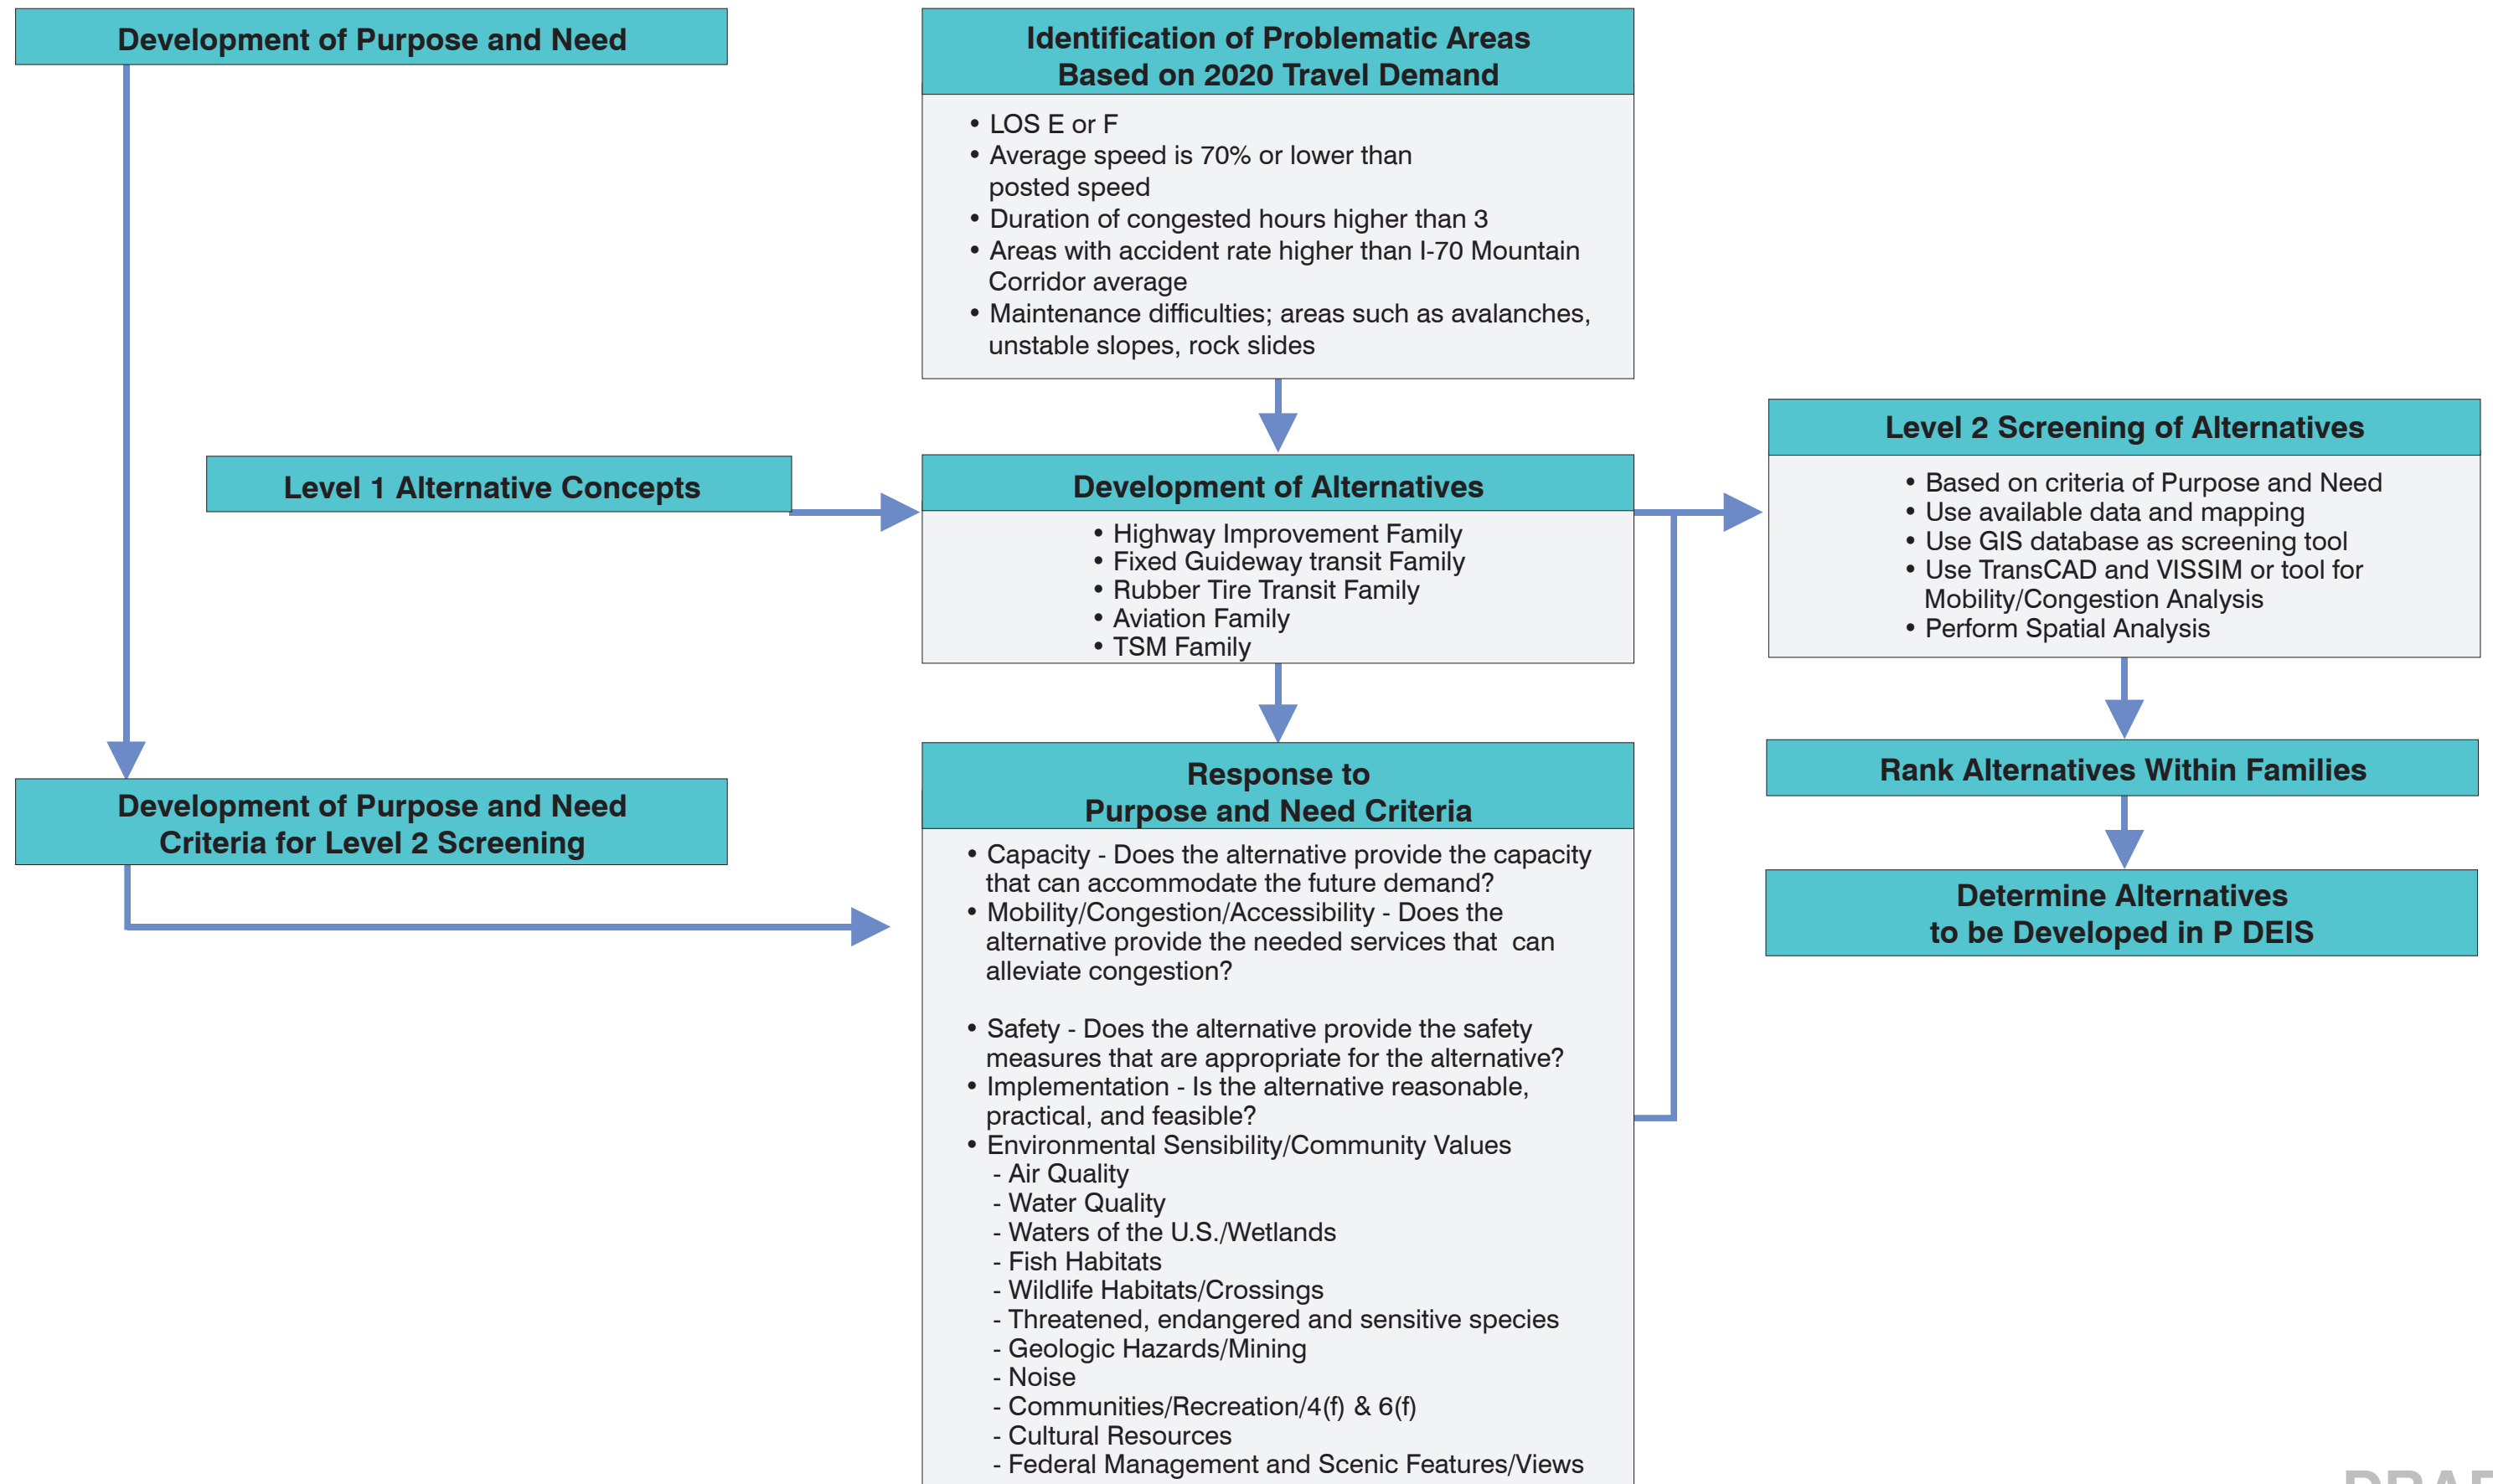 Development of Purpose and Need
Identification of Problematic Areas
Based on 2020 Travel Demand
• LOS E or F
• Average speed is 70% or lower than
posted speed
• Duration of congested hours higher than 3
• Areas with accident rate higher than I-70 Mountain
Corridor average
• Maintenance difficulties; areas such as avalanches,
unstable slopes, rock slides
Level 1 Alternative Concepts
Development of Alternatives
• Highway Improvement Family
• Fixed Guideway transit Family
• Rubber Tire Transit Family
• Aviation Family
• TSM Family
Level 2 Screening of Alternatives
• Based on criteria of Purpose and Need
• Use available data and mapping
• Use GIS database as screening tool
• Use TransCAD and VISSIM or tool for
Mobility/Congestion Analysis
• Perform Spatial Analysis
Development of Purpose and Need
Criteria for Level 2 Screening
Response to
Purpose and Need Criteria
• Capacity - Does the alternative provide the capacity
that can accommodate the future demand?
• Mobility/Congestion/Accessibility - Does the
alternative provide the needed services that can
alleviate congestion?
• Safety - Does the alternative provide the safety
measures that are appropriate for the alternative?
• Implementation - Is the alternative reasonable,
practical, and feasible?
• Environmental Sensibility/Community Values
- Air Quality
- Water Quality
- Waters of the U.S./Wetlands
- Fish Habitats
- Wildlife Habitats/Crossings
- Threatened, endangered and sensitive species
- Geologic Hazards/Mining
- Noise
- Communities/Recreation/4(f) & 6(f)
- Cultural Resources
- Federal Management and Scenic Features/Views
Rank Alternatives Within Families
Determine Alternatives
to be Developed in P DEIS